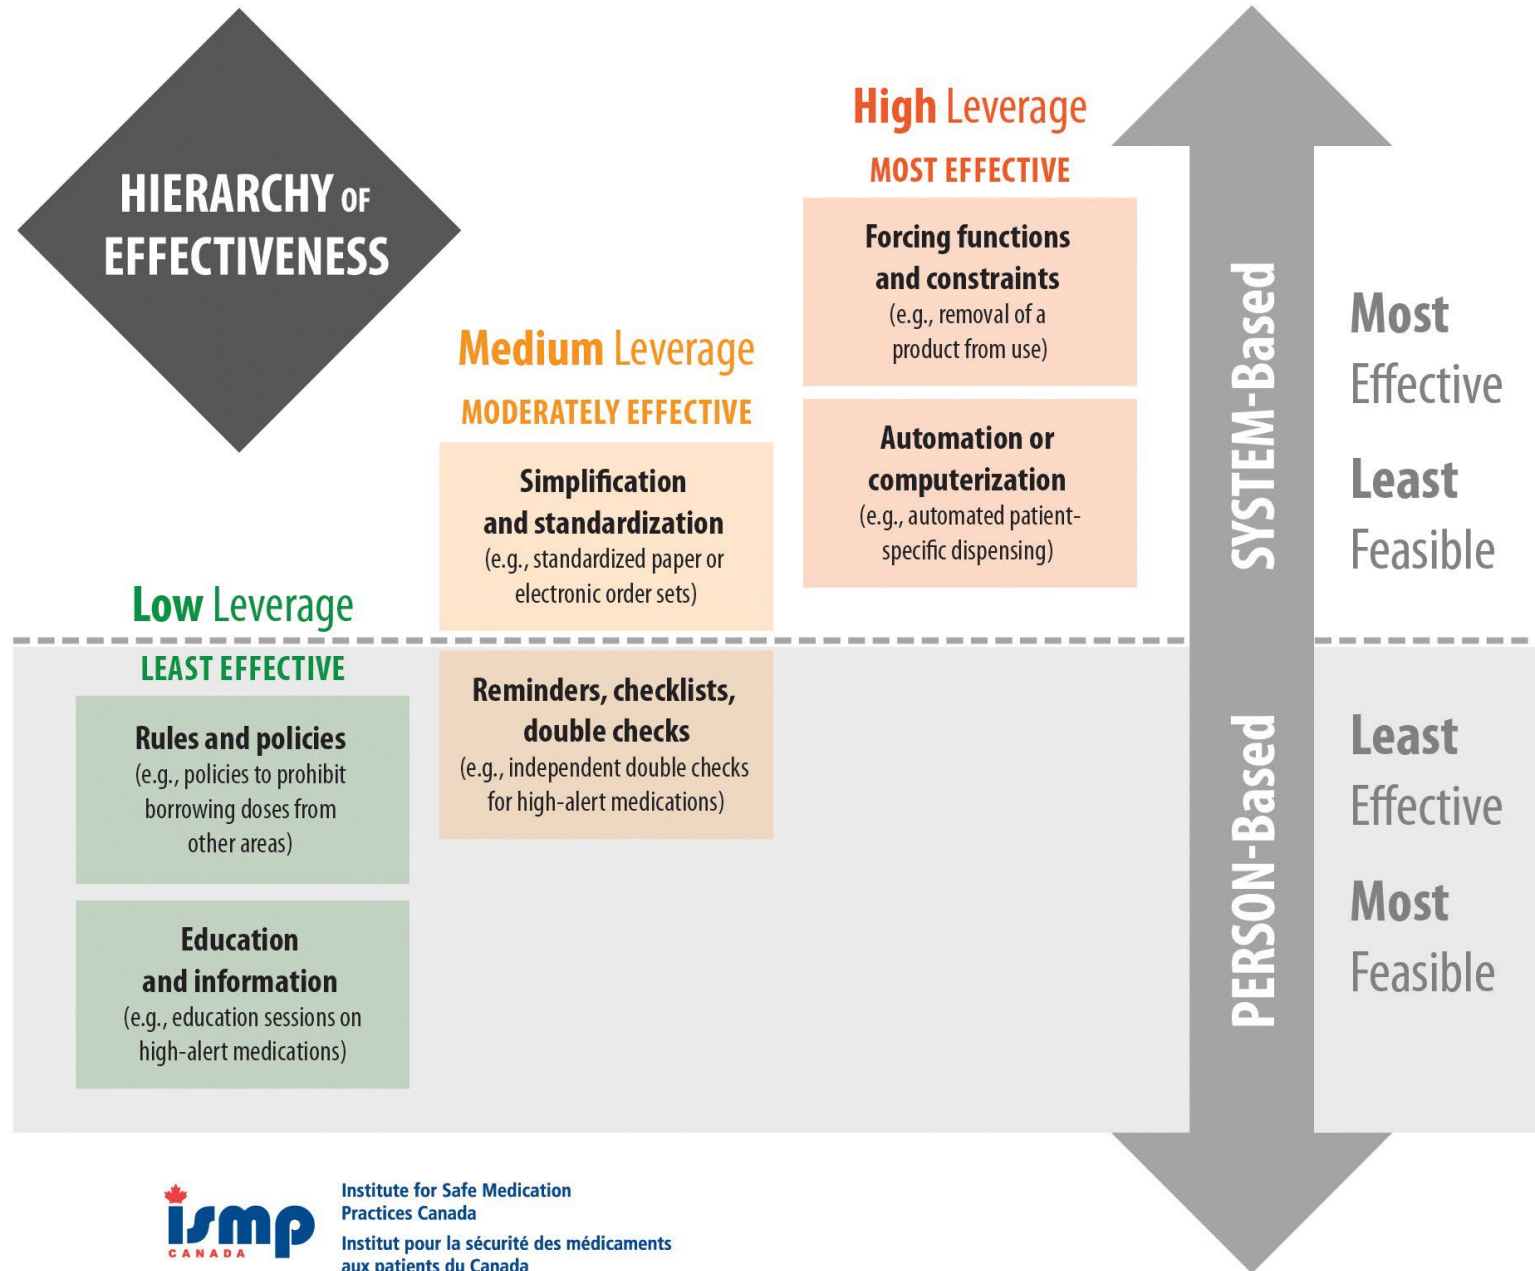 HIERARCHY OF
EFFECTIVENESS
High Leverage
MOST EFFECTIVE
Forcing functions
and constraints
(e.g., removal of a
product from use)
Automation or
computerization
(e.g., automated patient-
specific dispensing)
Medium Leverage
MODERATELY EFFECTIVE
Simplification
and standardization
(e.g., standardized paper or
electronic order sets)
Reminders, checklists,
double checks
(e.g., independent double checks
for high-alert medications)
Low Leverage
LEAST EFFECTIVE
Rules and policies
(e.g., policies to prohibit
borrowing doses from
other areas)
Education
and information
(e.g., education sessions on
high-alert medications)
SYSTEM-Based
PERSON-Based
Most
Effective
Least
Feasible
Least
Effective
Most
Feasible
ismp
CANADA
Institute for Safe Medication
Practices Canada
Institut pour la sécurité des médicaments
aux patients du Canada